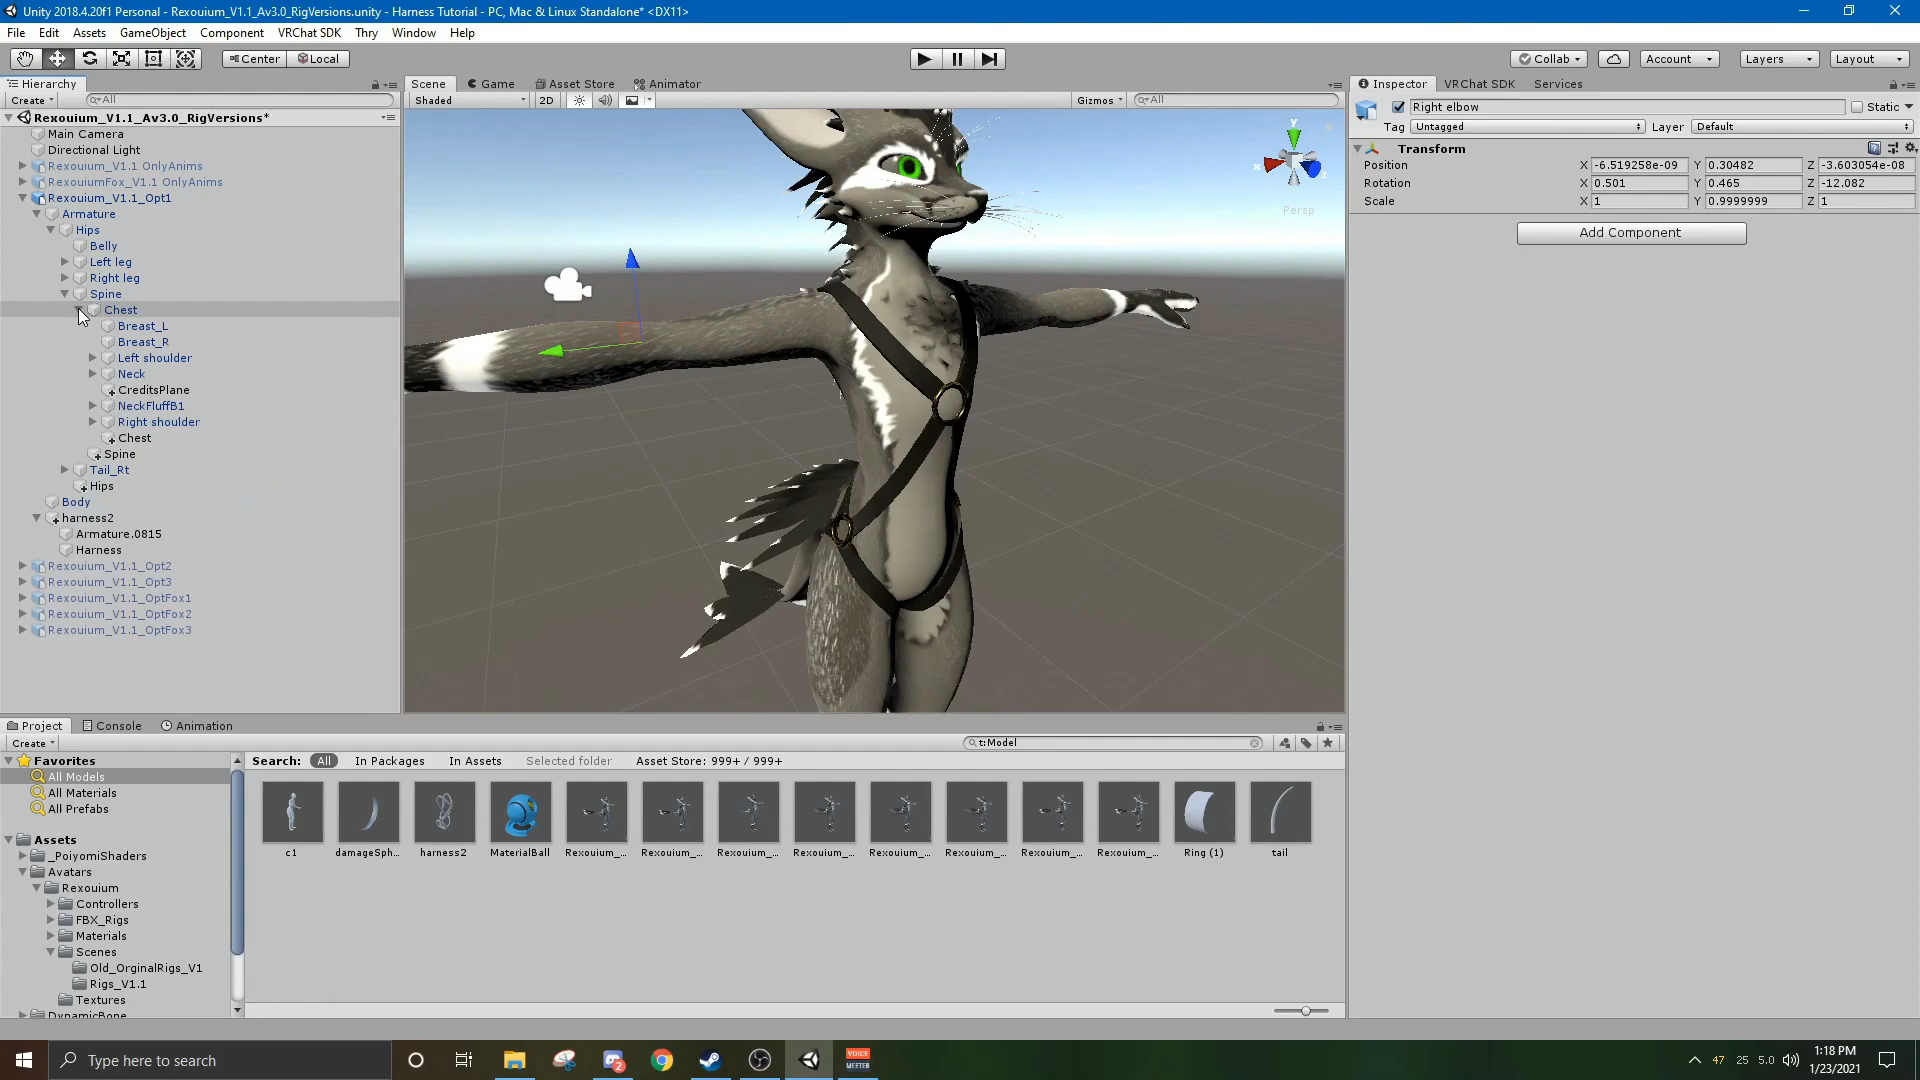 Unity 2018.4.20f1 Personal - Rexouium_V1.1_Av3.0_RigVersions.unity - Harness Tutorial - PC, Mac & Linux Standalone* <DX11>
File Edit Assets GameObject Component VRChat SDK Thry Window Help
Center Local Collab Account Layers Layout
Hierarchy
Create All
Rexouium_V1.1_Av3.0_RigVersions*
Main Camera
Directional Light
Rexouium_V1.1 OnlyAnims
RexouiumFox_V1.1 OnlyAnims
Rexouium_V1.1_Opt1
Armature
Hips
Belly
Left leg
Right leg
Spine
Chest
Breast_L
Breast_R
Left shoulder
Neck
CreditsPlane
NeckFluffB1
Right shoulder
Chest
Spine
Tail_Rt
Hips
Body
harness2
Armature.0815
Harness
Rexouium_V1.1_Opt2
Rexouium_V1.1_Opt3
Rexouium_V1.1_OptFox1
Rexouium_V1.1_OptFox2
Rexouium_V1.1_OptFox3
Scene Game Asset Store Animator
Shaded 2D Gizmos All
y
x
z
Persp
Inspector VRChat SDK Services
Right elbow Static
Tag Untagged Layer Default
Transform
Position X -6.519258e-09 Y 0.30482 Z -3.603054e-08
Rotation X 0.501 Y 0.465 Z -12.082
Scale X 1 Y 0.9999999 Z 1
Add Component
Project Console Animation
Create t:Model
Favorites
All Models
All Materials
All Prefabs
Assets
_PoiyomiShaders
Avatars
Rexouium
Controllers
FBX_Rigs
Materials
Scenes
Old_OrginalRigs_V1
Rigs_V1.1
Textures
DynamicBone
Search: All In Packages In Assets Selected folder Asset Store: 999+ / 999+
c1 damageSph... harness2 MaterialBall Rexouium_... Rexouium_... Rexouium_... Rexouium_... Rexouium_... Rexouium_... Rexouium_... Rexouium_... Ring (1) tail
Type here to search
2
VOICE
MEETER
47 25 5.0
1:18 PM
1/23/2021